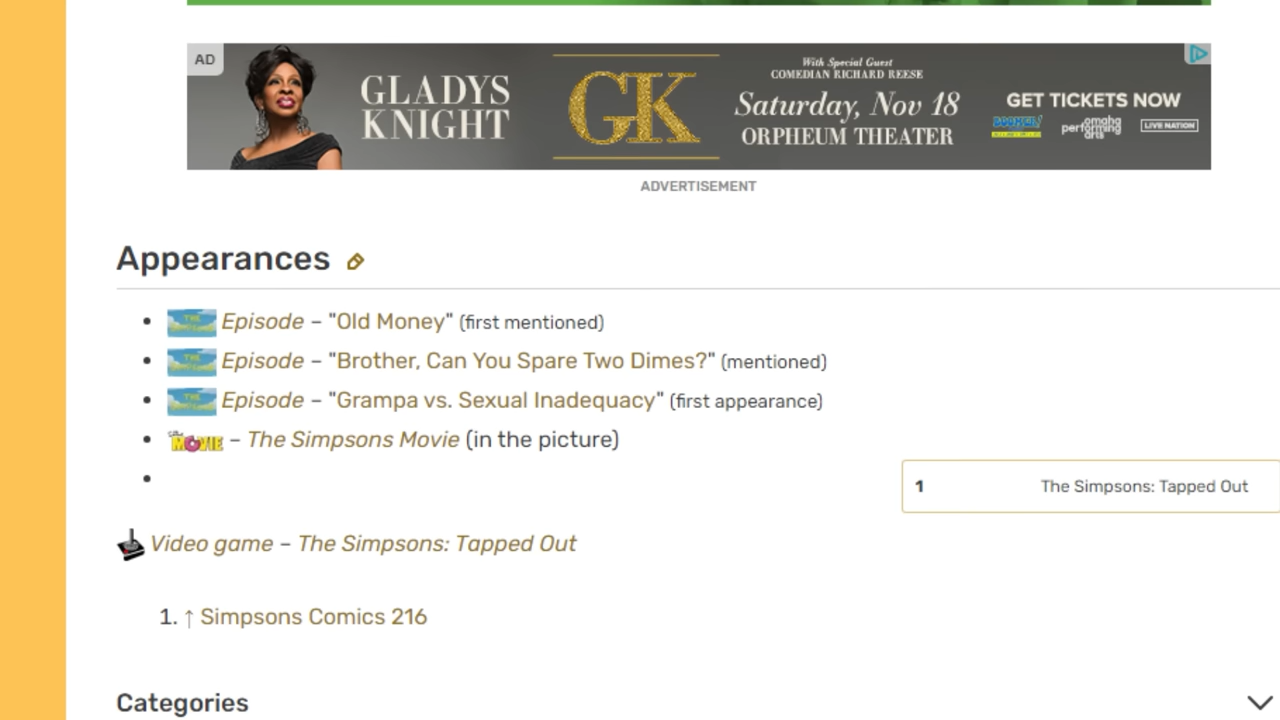 AD
GLADYS
KNIGHT
GK
With Special Guest
COMEDIAN RICHARD REESE
Saturday, Nov 18
ORPHEUM THEATER
GET TICKETS NOW
omaha
performing
arts
LIVE NATION
ADVERTISEMENT
Appearances
Episode – "Old Money" (first mentioned)
Episode – "Brother, Can You Spare Two Dimes?" (mentioned)
Episode – "Grampa vs. Sexual Inadequacy" (first appearance)
MOVIE – The Simpsons Movie (in the picture)
1 The Simpsons: Tapped Out
Video game – The Simpsons: Tapped Out
1. ↑ Simpsons Comics 216
Categories